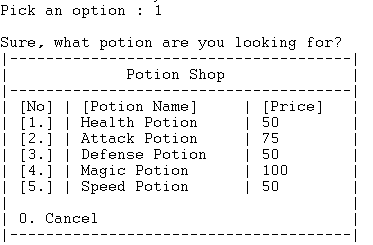 Pick an option : 1
Sure, what potion are you looking for?
|-----------------------------------|
| Potion Shop |
|-----------------------------------|
| [No] | [Potion Name] | [Price] |
| [1.] | Health Potion | 50 |
| [2.] | Attack Potion | 75 |
| [3.] | Defense Potion | 50 |
| [4.] | Magic Potion | 100 |
| [5.] | Speed Potion | 50 |
| |
| 0. Cancel |
|-----------------------------------|